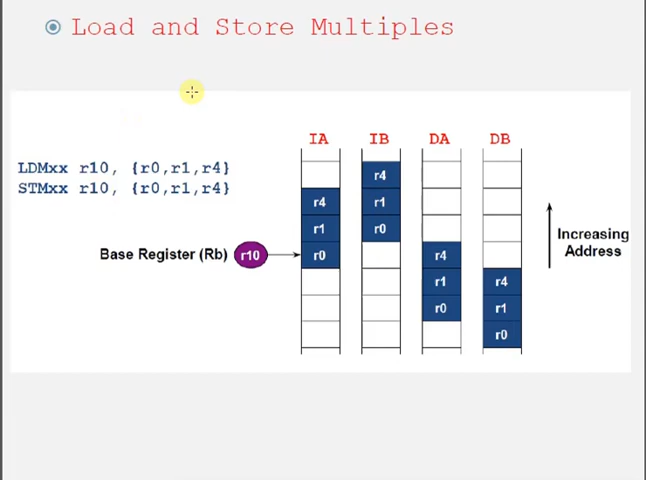 Load and Store Multiples
IA IB DA DB
LDMxx r10, {r0,r1,r4}
STMxx r10, {r0,r1,r4}
r4
r4 r1
r1 r0
Base Register (Rb) r10 r0 r4
r1 r4
r0 r1
r0
Increasing
Address